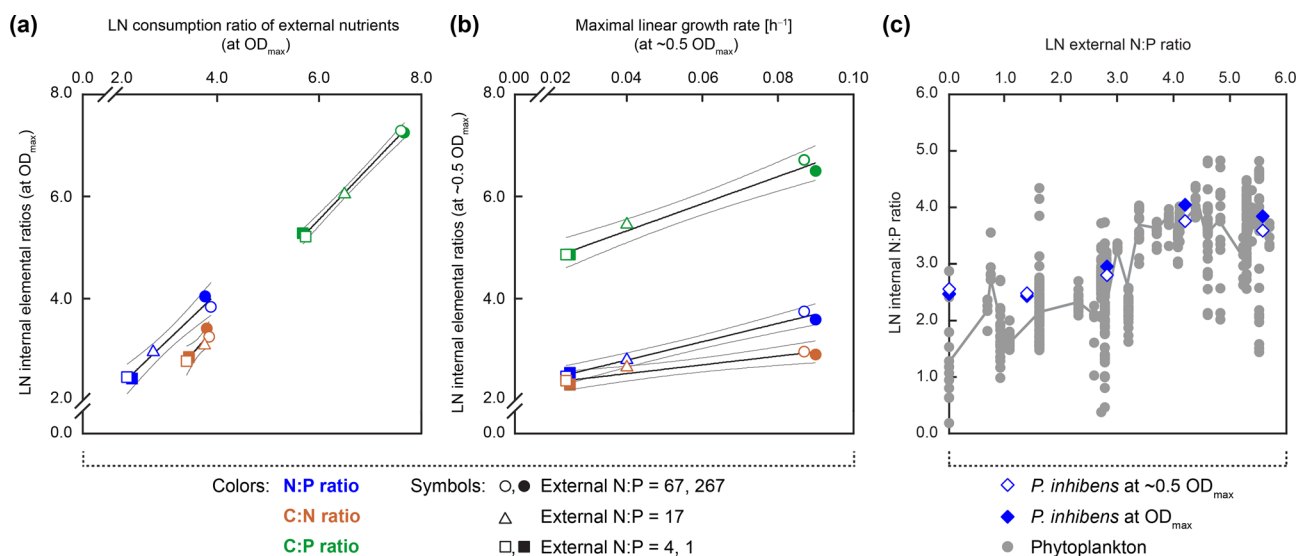 (a)
LN consumption ratio of external nutrients
(at ODmax)
0.0 2.0 4.0 6.0 8.0
8.0
6.0
4.0
2.0
0.0
LN internal elemental ratios (at ODmax)
(b)
Maximal linear growth rate [h⁻¹]
(at ~0.5 ODmax)
0.00 0.02 0.04 0.06 0.08 0.10
8.0
6.0
4.0
2.0
0.0
LN internal elemental ratios (at ~0.5 ODmax)
(c)
LN external N:P ratio
0.0 1.0 2.0 3.0 4.0 5.0 6.0
6.0
5.0
4.0
3.0
2.0
1.0
0.0
LN internal N:P ratio
Colors: N:P ratio
C:N ratio
C:P ratio
Symbols: ○,● External N:P = 67, 267
△ External N:P = 17
□,■ External N:P = 4, 1
◇ P. inhibens at ~0.5 ODmax
◆ P. inhibens at ODmax
● Phytoplankton